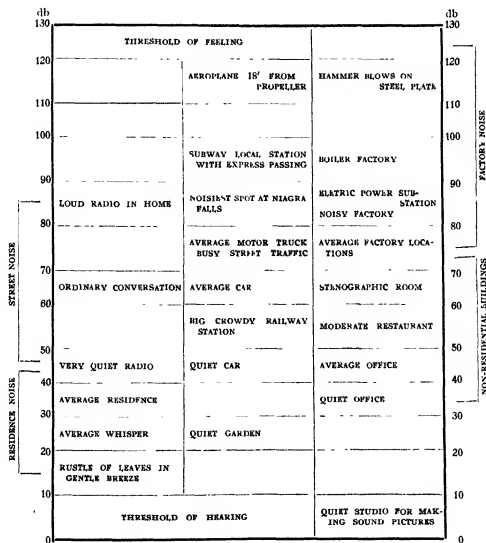 db
130
120
110
100
90
80
70
60
50
40
30
20
10
0
STREET NOISE
RESIDENCE NOISE
THRESHOLD OF FEELING
LOUD RADIO IN HOME
ORDINARY CONVERSATION
VERY QUIET RADIO
AVERAGE RESIDENCE
AVERAGE WHISPER
RUSTLE OF LEAVES IN
GENTLE BREEZE
THRESHOLD OF HEARING
AEROPLANE 18' FROM
PROPELLER
SUBWAY LOCAL STATION
WITH EXPRESS PASSING
NOISIEST SPOT AT NIAGRA
FALLS
AVERAGE MOTOR TRUCK
BUSY STREET TRAFFIC
AVERAGE CAR
BIG CROWDY RAILWAY
STATION
QUIET CAR
QUIET GARDEN
HAMMER BLOWS ON
STEEL PLATE
BOILER FACTORY
ELETRIC POWER SUB-
STATION
NOISY FACTORY
AVERAGE FACTORY LOCA-
TIONS
STENOGRAPHIC ROOM
MODERATE RESTAURANT
AVERAGE OFFICE
QUIET OFFICE
QUIET STUDIO FOR MAK-
ING SOUND PICTURES
db
130
120
110
100
90
80
70
60
50
40
30
20
10
0
FACTORY NOISE
NON-RESIDENTIAL BUILDINGS